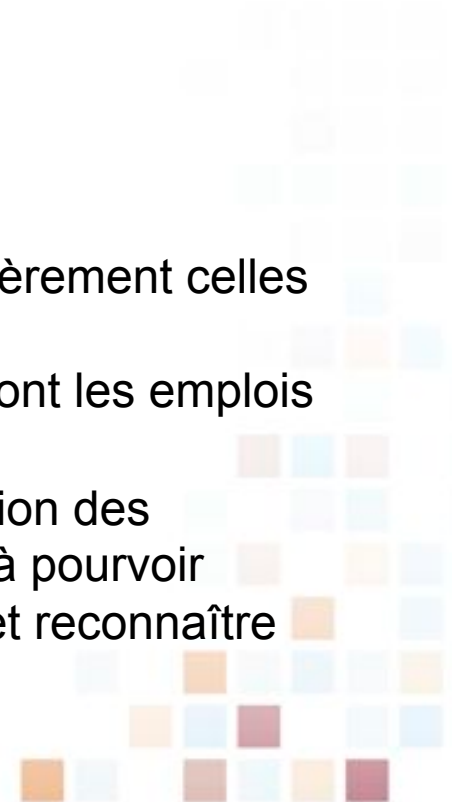 èrement celles
ont les emplois
ion des
à pourvoir
et reconnaître